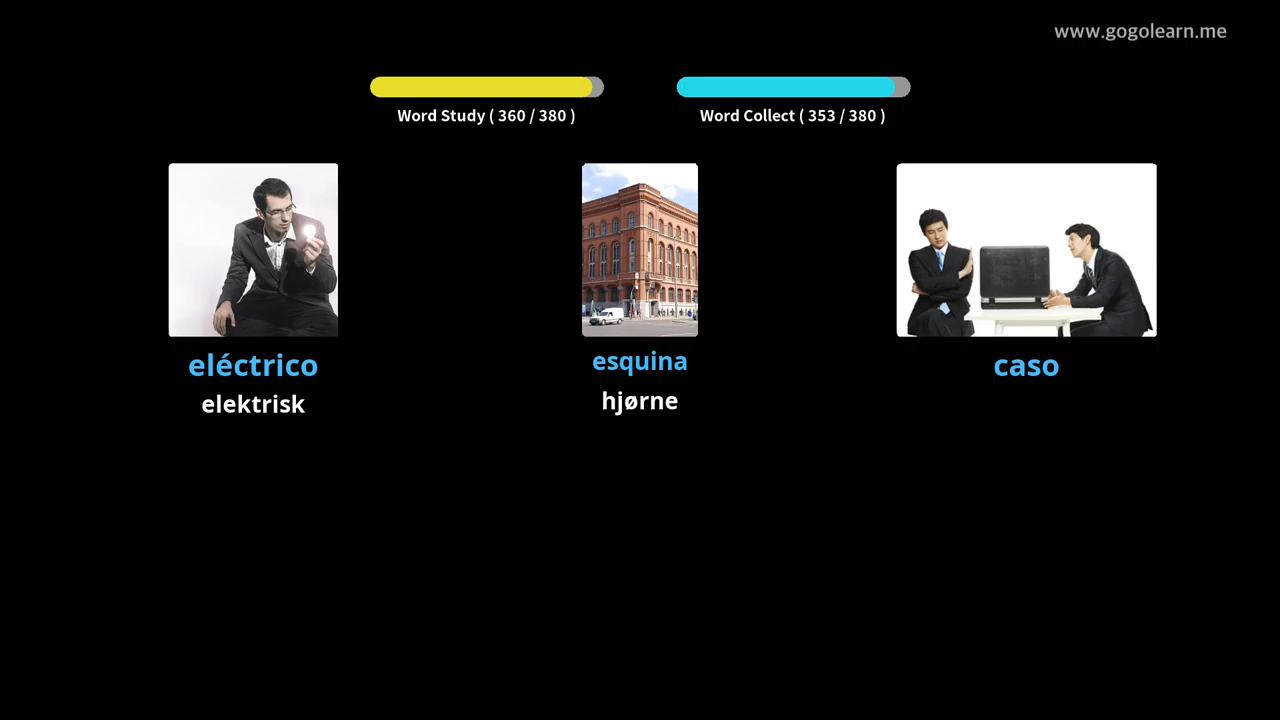 www.gogolearn.me
Word Study ( 360 / 380 )
Word Collect ( 353 / 380 )
eléctrico
elektrisk
esquina
hjørne
caso